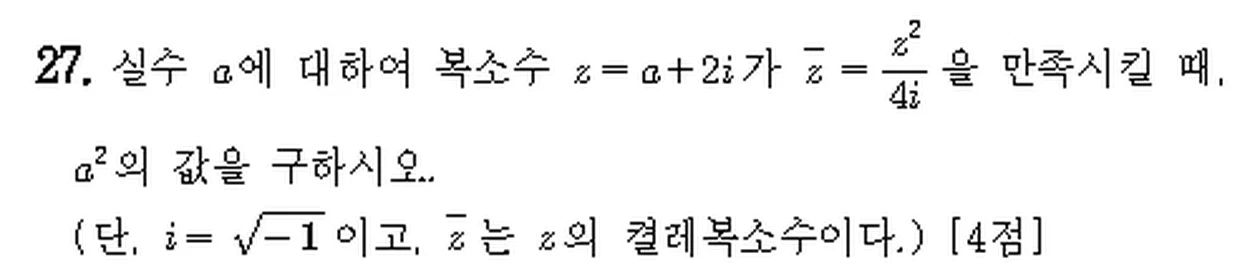 27. 실수 a에 대하여 복소수 z = a+2i가 z̄ = z²/4i 을 만족시킬 때,
a²의 값을 구하시오..
(단, i = √-1 이고, z̄ 는 z의 켤레복소수이다.) [4점]